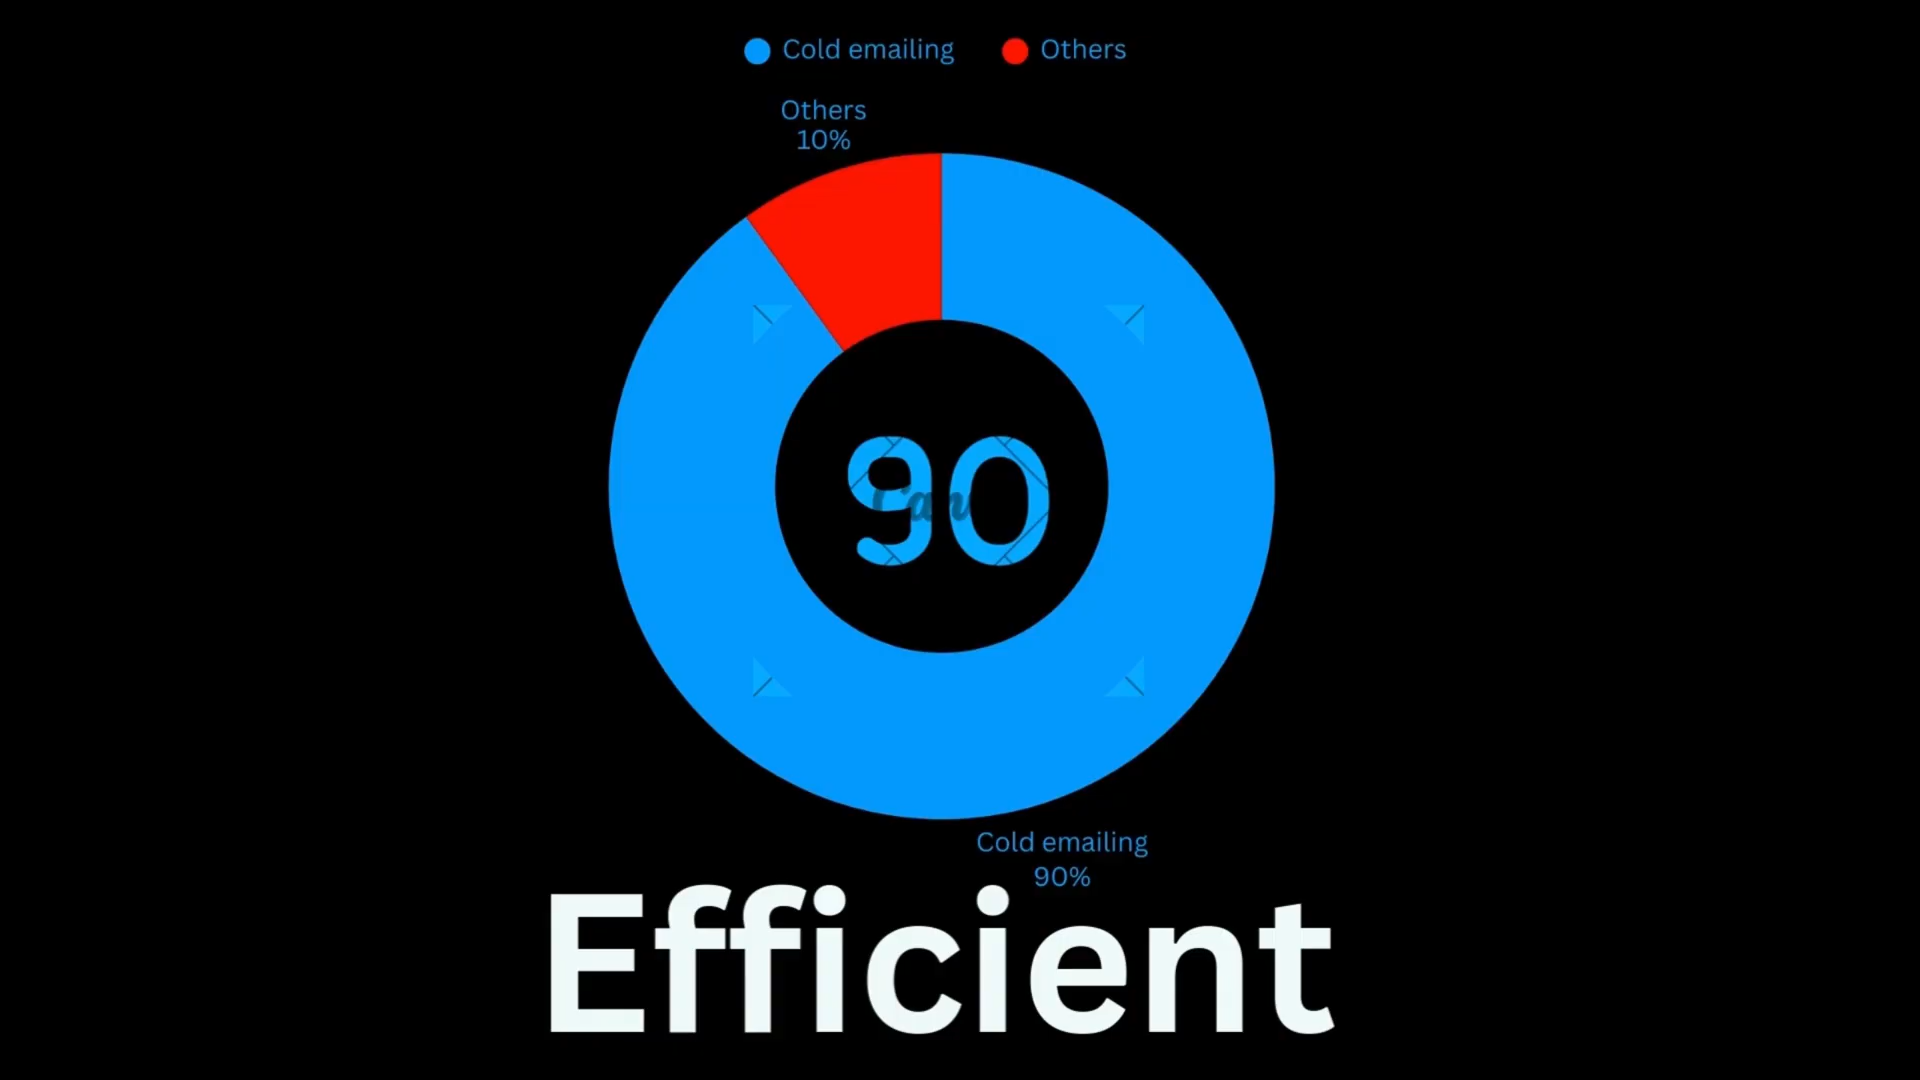 Cold emailing Others
Others
10%
90
Cold emailing
90%
Efficient